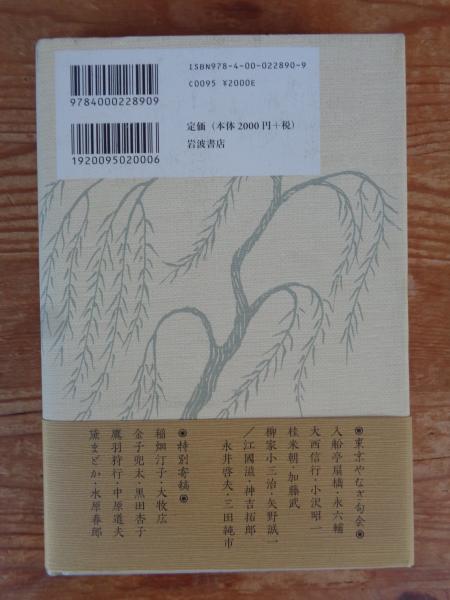 ISBN978-4-00-022890-9
C0095 ¥2000E
9784000228909
定価（本体2000円＋税）
岩波書店
1920095020006
◉東京やなぎ句会◉
入船亭扇橋・永六輔
大西信行・小沢昭一
桂米朝・加藤武
柳家小三治・矢野誠一
／江國滋・神吉拓郎
永井啓夫・三田純市
◉特別寄稿◉
稲畑汀子・大牧広
金子兜太・黒田杏子
鷹羽狩行・中原道夫
黛まどか・水原春郎